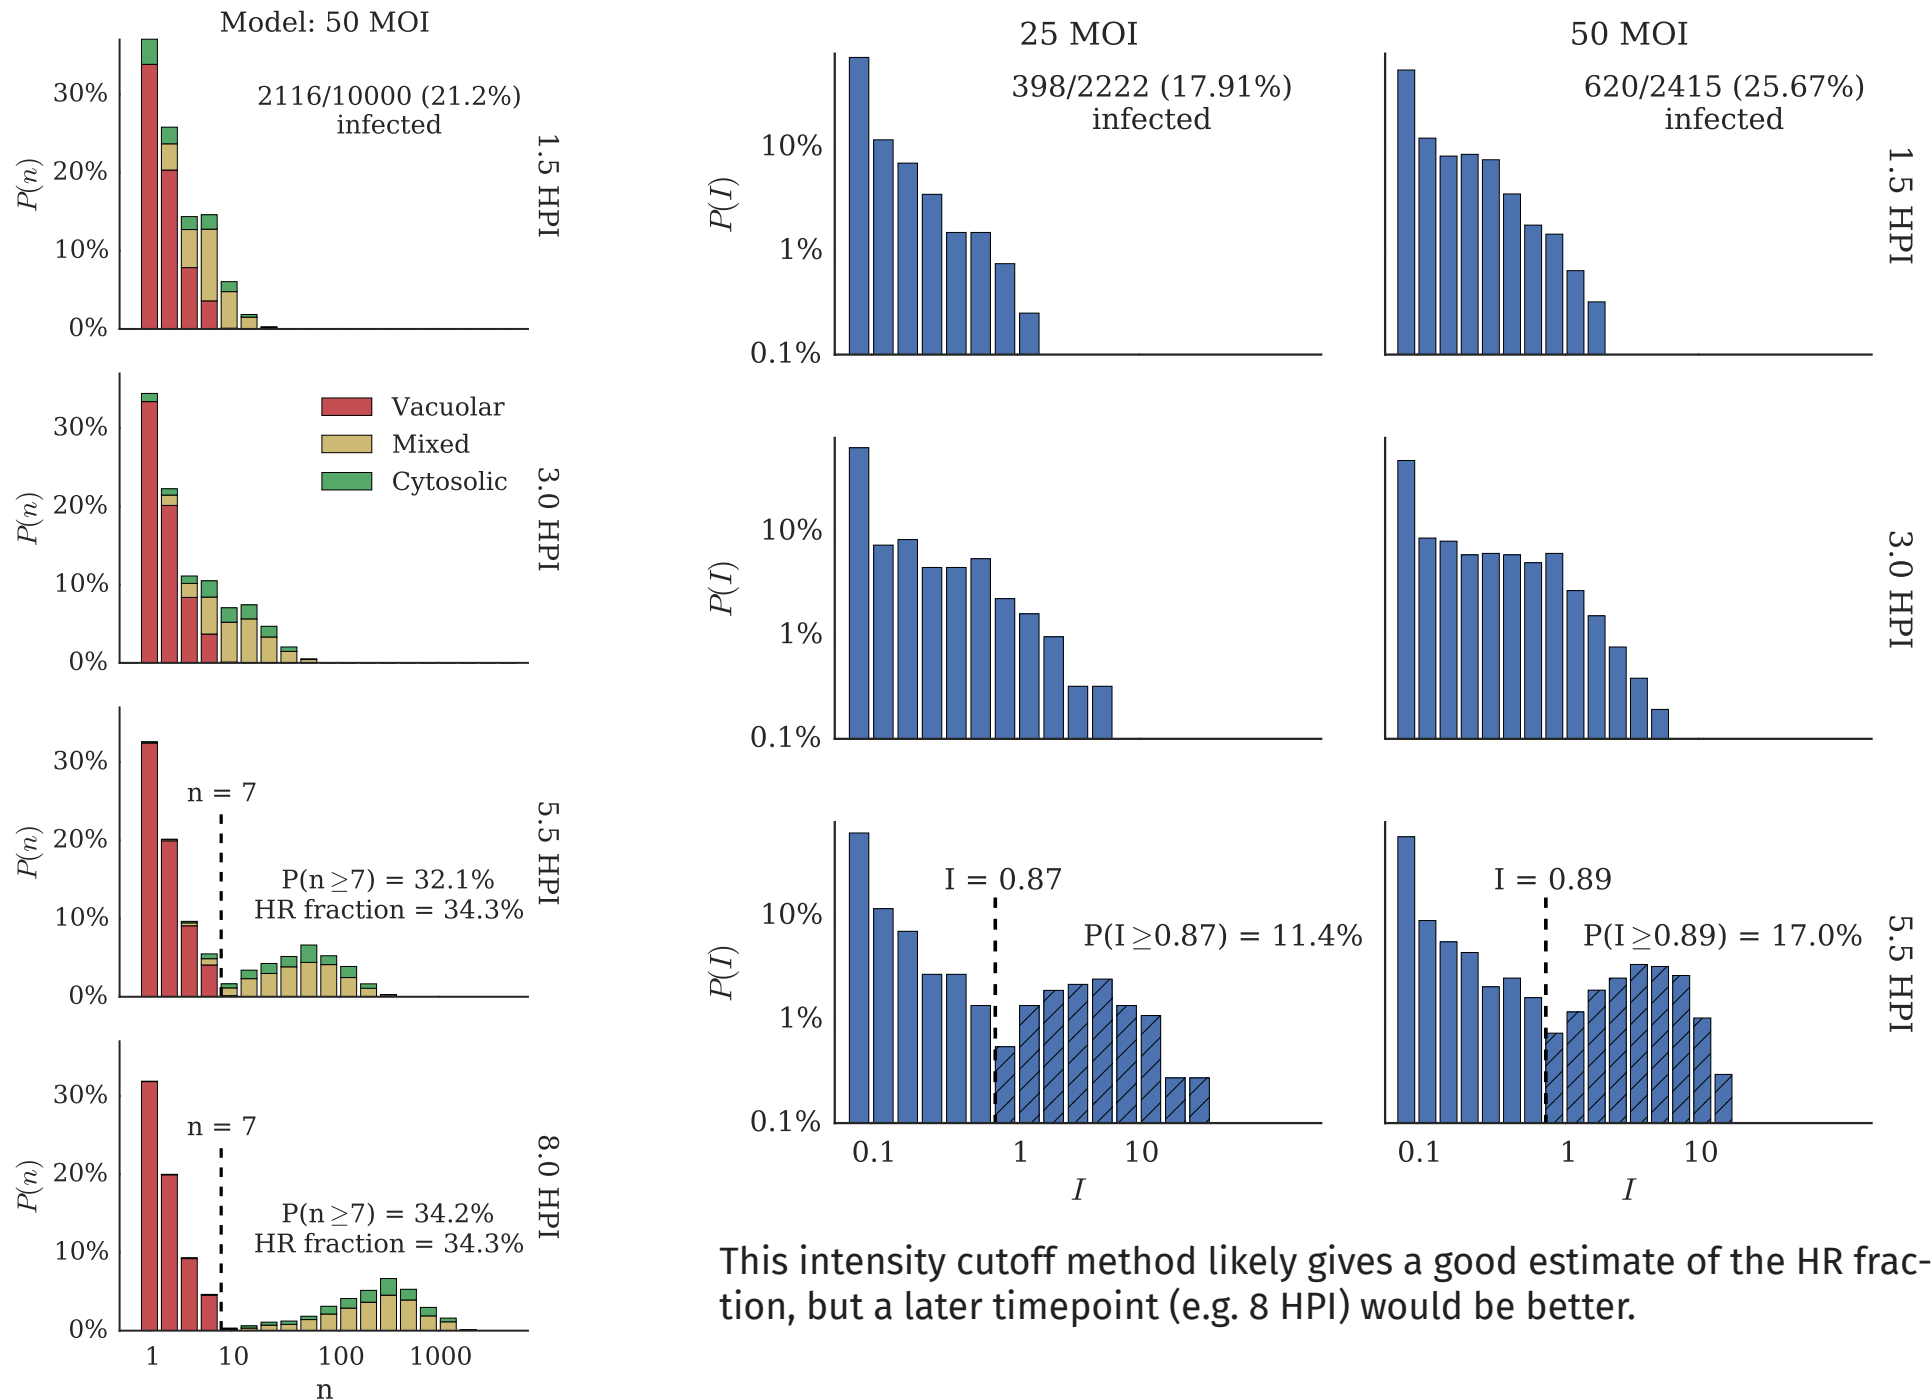 Model: 50 MOI
30%
20%
10%
0%
P(n)
2116/10000 (21.2%)
infected
1.5 HPI
30%
20%
10%
0%
P(n)
Vacuolar
Mixed
Cytosolic
3.0 HPI
30%
20%
10%
0%
P(n)
n = 7
P(n ≥7) = 32.1%
HR fraction = 34.3%
5.5 HPI
30%
20%
10%
0%
P(n)
n = 7
P(n ≥7) = 34.2%
HR fraction = 34.3%
8.0 HPI
1 10 100 1000
n
25 MOI
50 MOI
10%
1%
0.1%
P(I)
398/2222 (17.91%)
infected
620/2415 (25.67%)
infected
1.5 HPI
10%
1%
0.1%
P(I)
3.0 HPI
10%
1%
0.1%
P(I)
I = 0.87
P(I ≥0.87) = 11.4%
I = 0.89
P(I ≥0.89) = 17.0%
5.5 HPI
0.1 1 10
I
0.1 1 10
I
This intensity cutoff method likely gives a good estimate of the HR frac-
tion, but a later timepoint (e.g. 8 HPI) would be better.